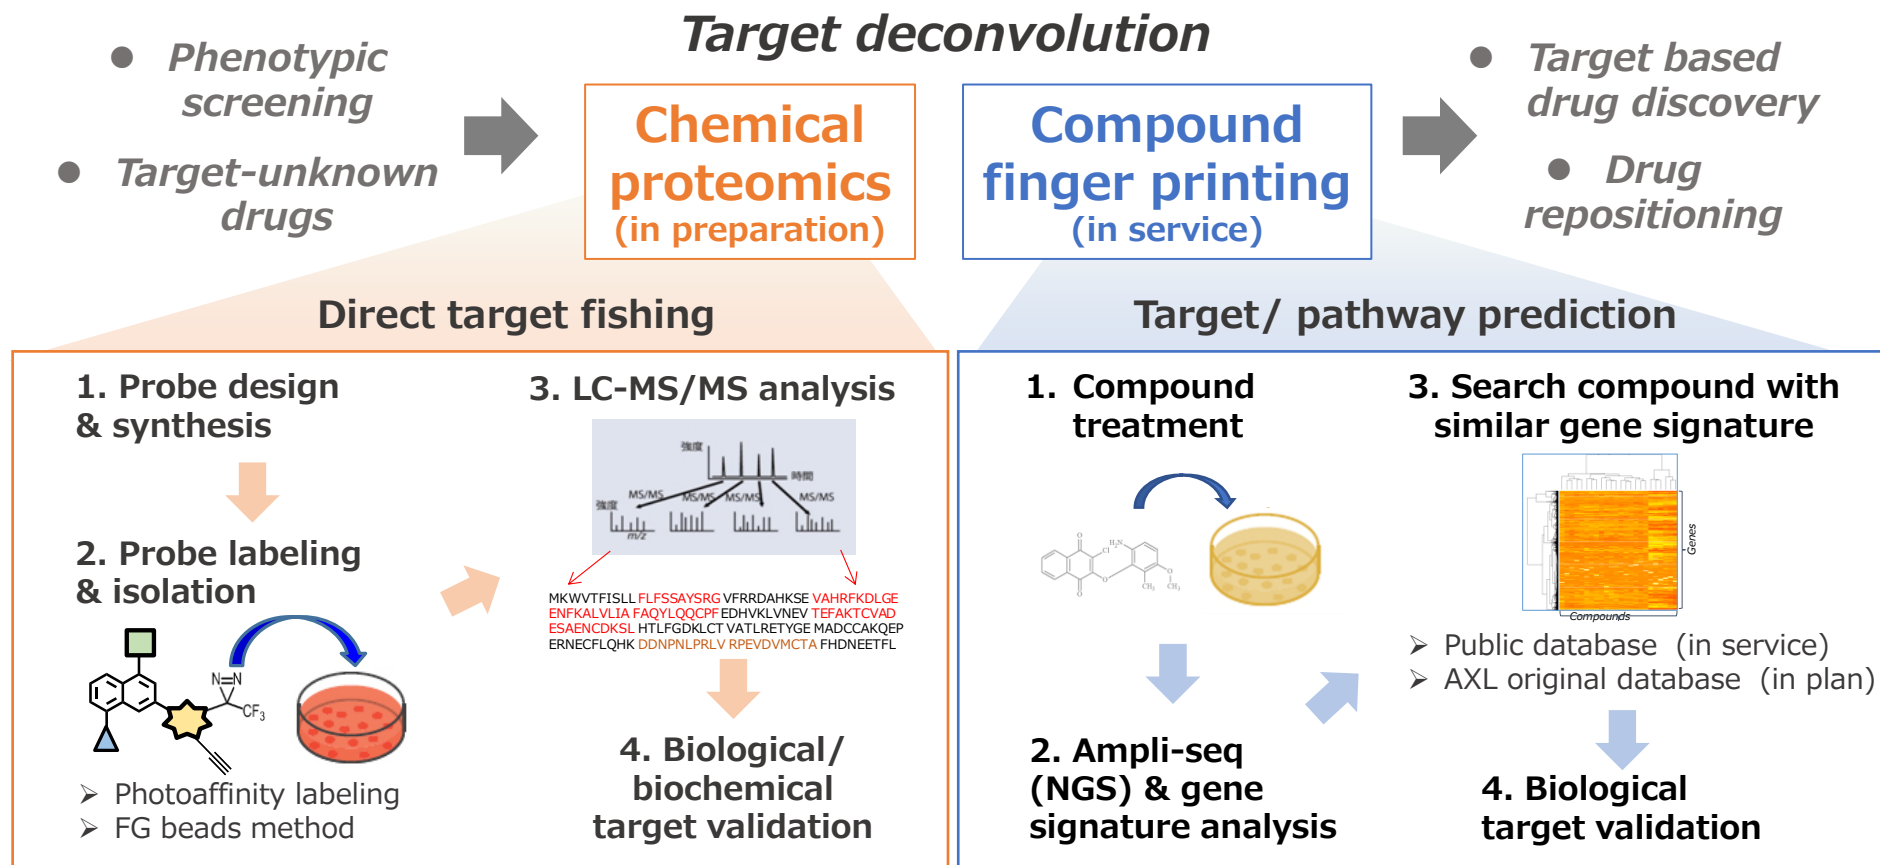 Target deconvolution
● Phenotypic
screening
● Target-unknown
drugs
Chemical
proteomics
(in preparation)
Compound
finger printing
(in service)
● Target based
drug discovery
● Drug
repositioning
Direct target fishing
1. Probe design
& synthesis
2. Probe labeling
& isolation
N=N
CF3
➢ Photoaffinity labeling
➢ FG beads method
3. LC-MS/MS analysis
強度
時間
強度
MS/MS
MS/MS
MS/MS
MS/MS
m/z
MKWVTFISLL FLFSSAYSRG VFRRDAHKSE VAHRFKDLGE
ENFKALVLIA FAQYLQQCPF EDHVKLVNEV TEFAKTCVAD
ESAENCDKSL HTLFGDKLCT VATLRETYGE MADCCAKQEP
ERNECFLQHK DDNPNLPRLV RPEVDVMCTA FHDNEETFL
4. Biological/
biochemical
target validation
Target/ pathway prediction
1. Compound
treatment
O
Cl
H2N
O
O
CH3
O
CH3
2. Ampli-seq
(NGS) & gene
signature analysis
3. Search compound with
similar gene signature
Genes
Compounds
➢ Public database (in service)
➢ AXL original database (in plan)
4. Biological
target validation